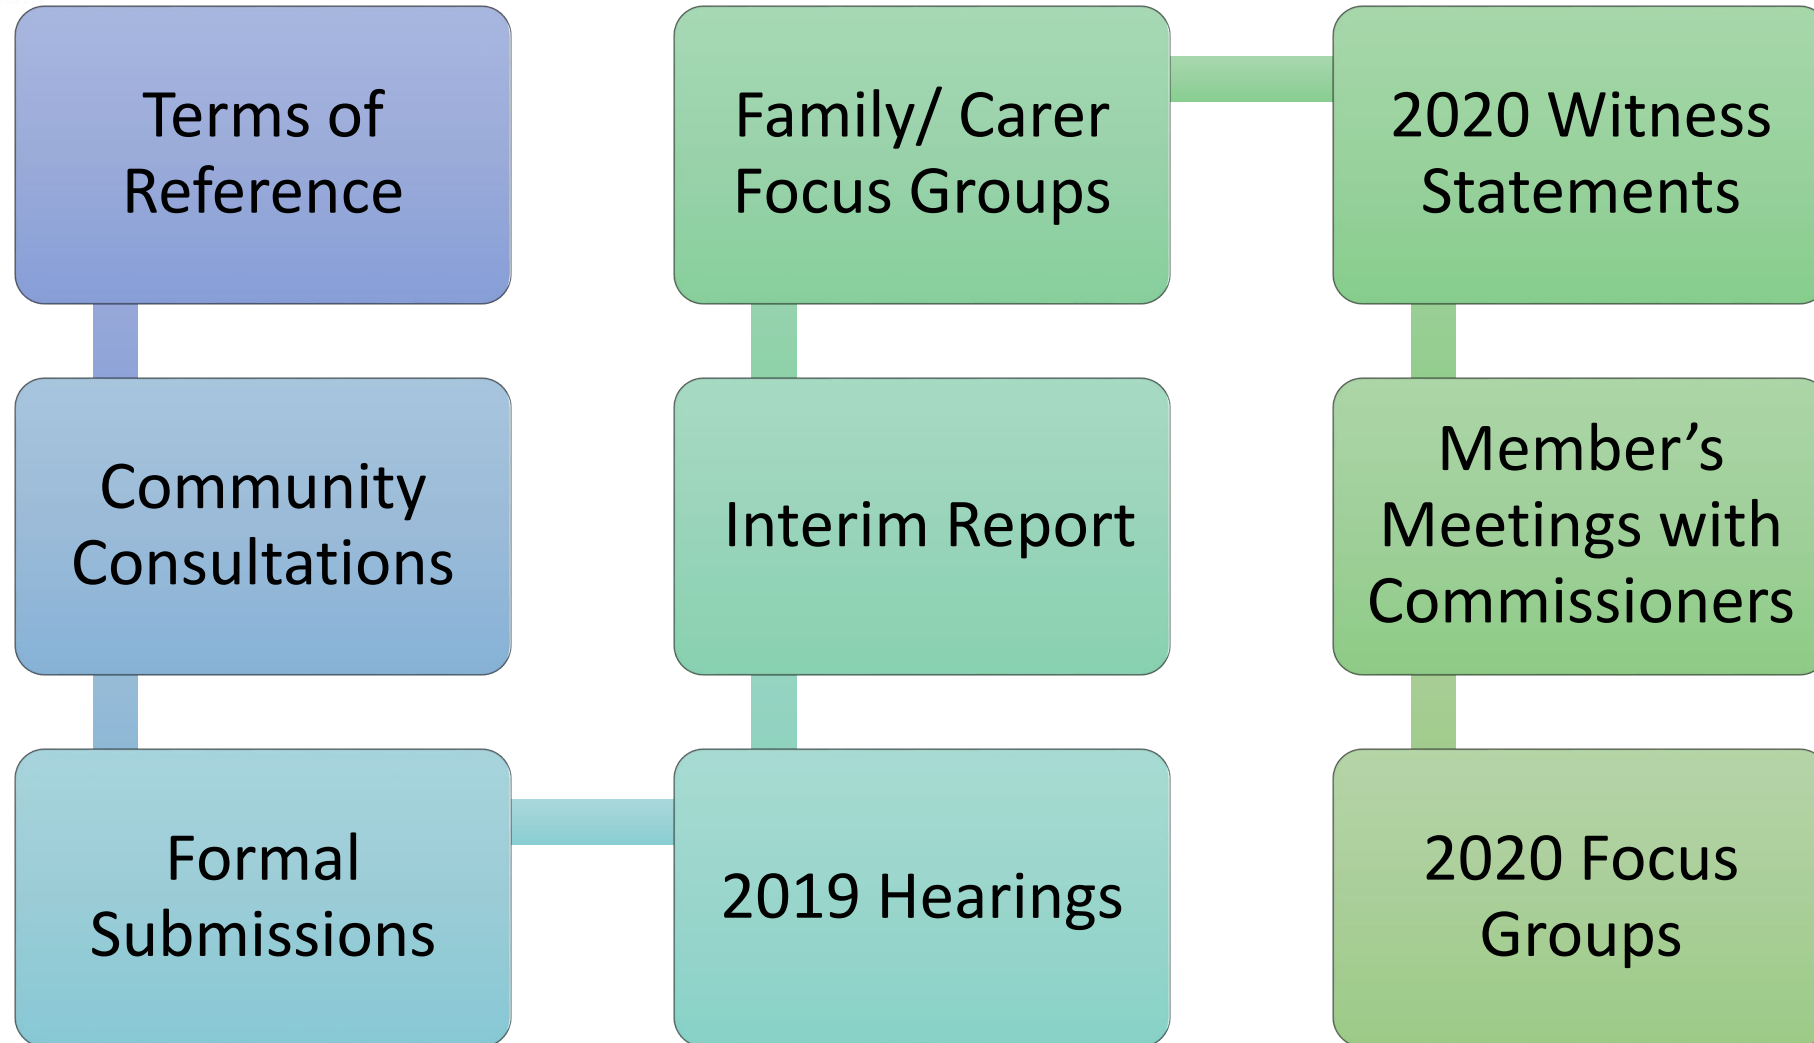 Terms of
Reference
Community
Consultations
Formal
Submissions
2019 Hearings
Interim Report
Family/ Carer
Focus Groups
2020 Witness
Statements
Member’s
Meetings with
Commissioners
2020 Focus
Groups